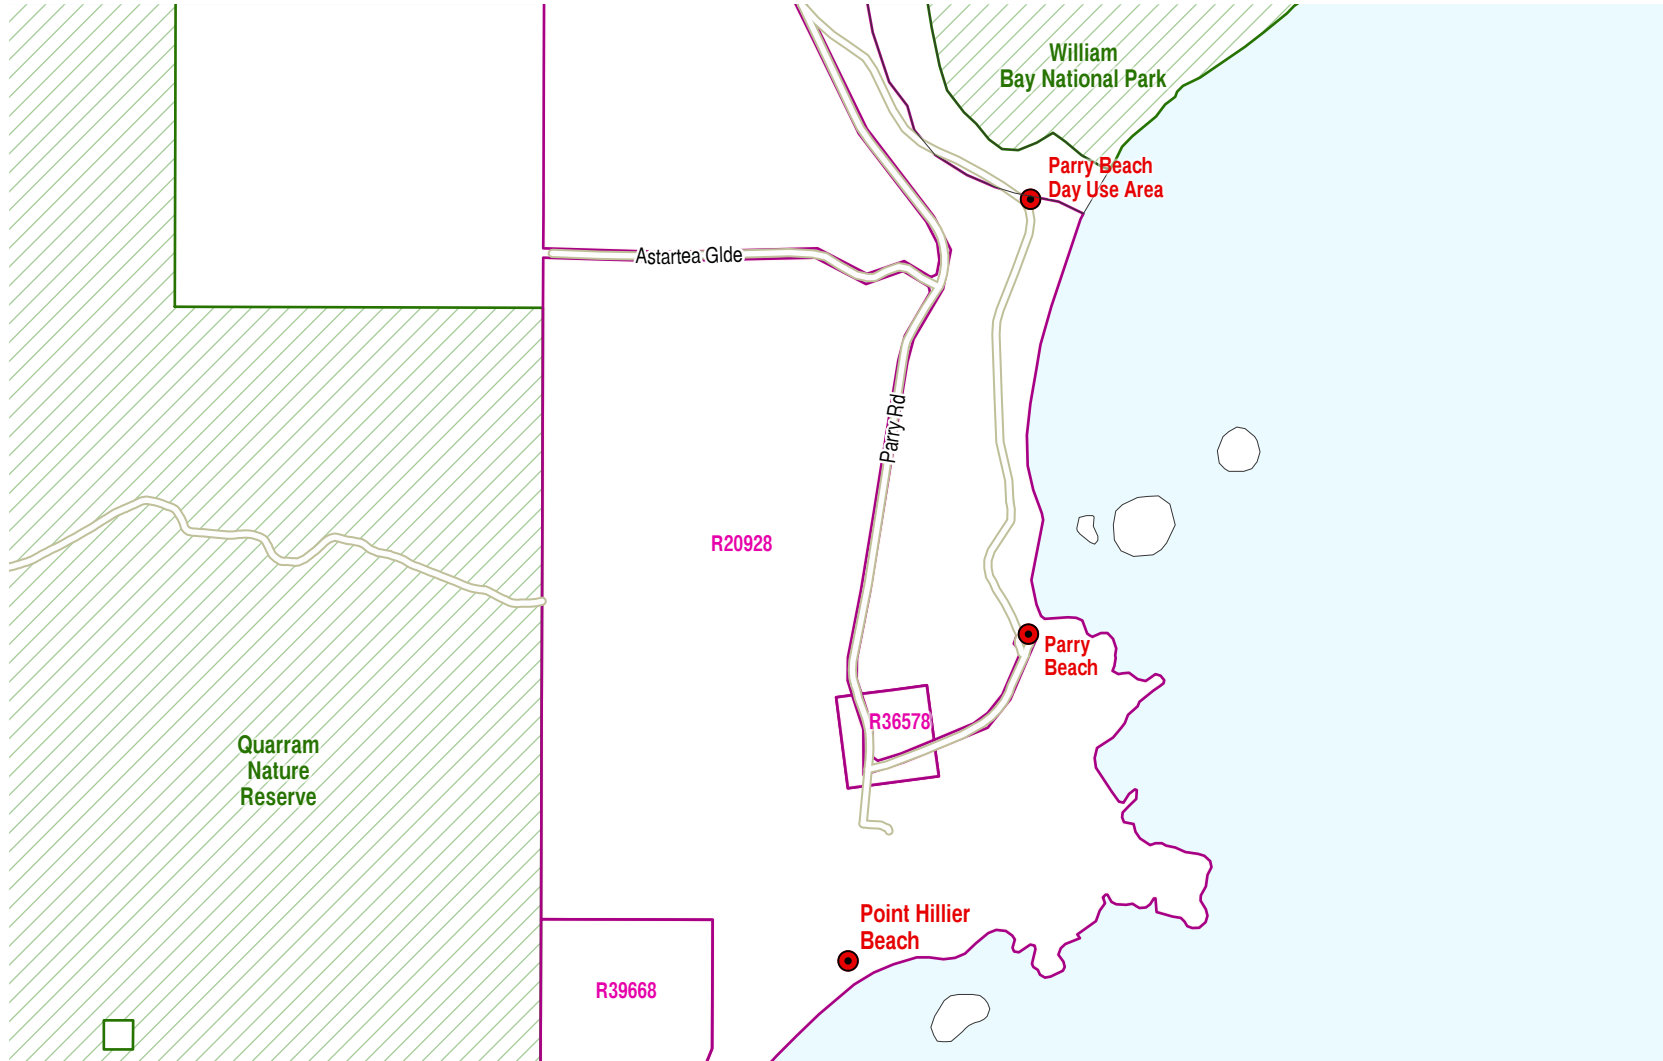 William
Bay National Park
Parry Beach
Day Use Area
Astartea Glde
Parry Rd
R20928
Parry
Beach
R36578
Quarram
Nature
Reserve
Point Hillier
Beach
R39668